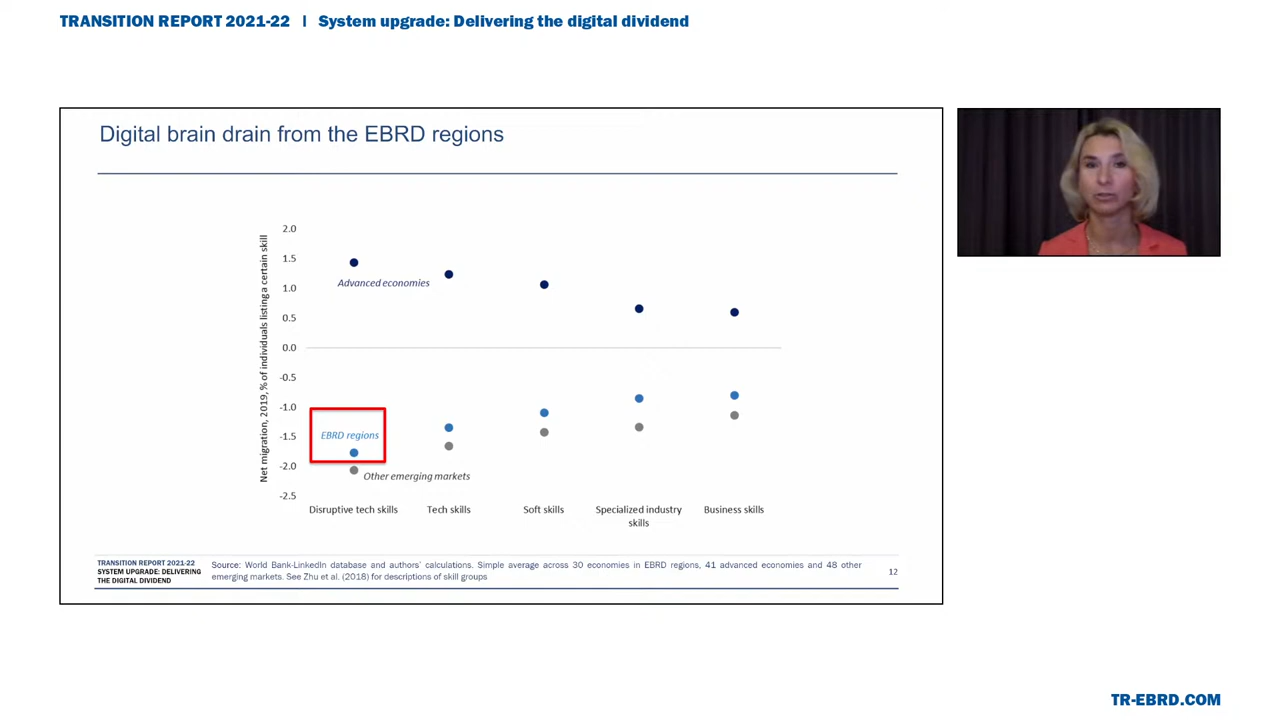 TRANSITION REPORT 2021-22 | System upgrade: Delivering the digital dividend
Digital brain drain from the EBRD regions
Net migration, 2019, % of individuals listing a certain skill
2.0
1.5
1.0
0.5
0.0
-0.5
-1.0
-1.5
-2.0
-2.5
Advanced economies
EBRD regions
Other emerging markets
Disruptive tech skills
Tech skills
Soft skills
Specialized industry
skills
Business skills
TRANSITION REPORT 2021-22
SYSTEM UPGRADE: DELIVERING
THE DIGITAL DIVIDEND
Source: World Bank-LinkedIn database and authors' calculations. Simple average across 30 economies in EBRD regions, 41 advanced economies and 48 other
emerging markets. See Zhu et al. (2018) for descriptions of skill groups
12
TR-EBRD.COM